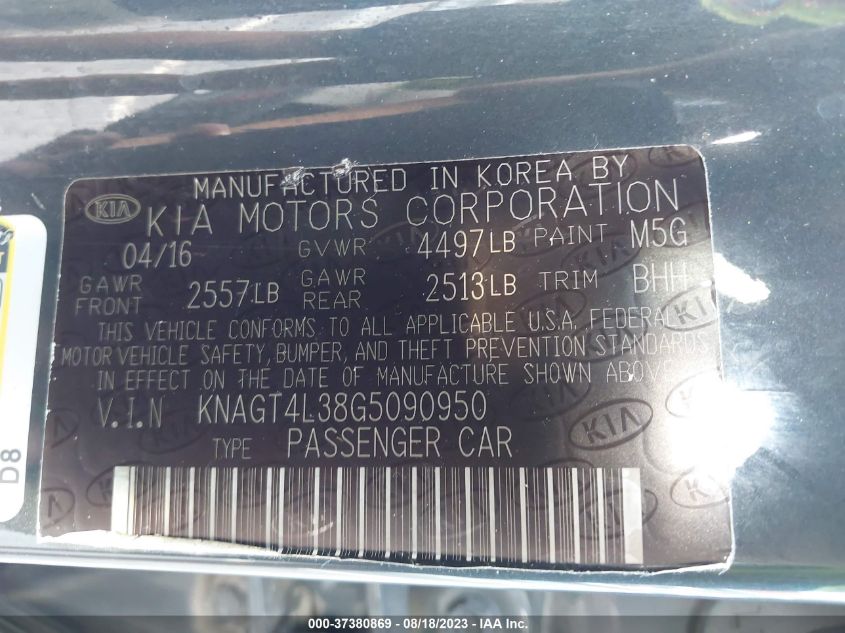 MANUFACTURED IN KOREA BY
KIA KIA MOTORS CORPORATION
04/16 GVWR 4497LB PAINT M5G
GAWR FRONT 2557LB GAWR REAR 2513LB TRIM BHH
THIS VEHICLE CONFORMS TO ALL APPLICABLE U.S.A. FEDERAL
MOTOR VEHICLE SAFETY, BUMPER, AND THEFT PREVENTION STANDARDS
IN EFFECT ON THE DATE OF MANUFACTURE SHOWN ABOVE.
V.I.N KNAGT4L38G5090950
TYPE PASSENGER CAR
KIA
D8
000-37380869 // 08/18/2023 - IAA Inc.